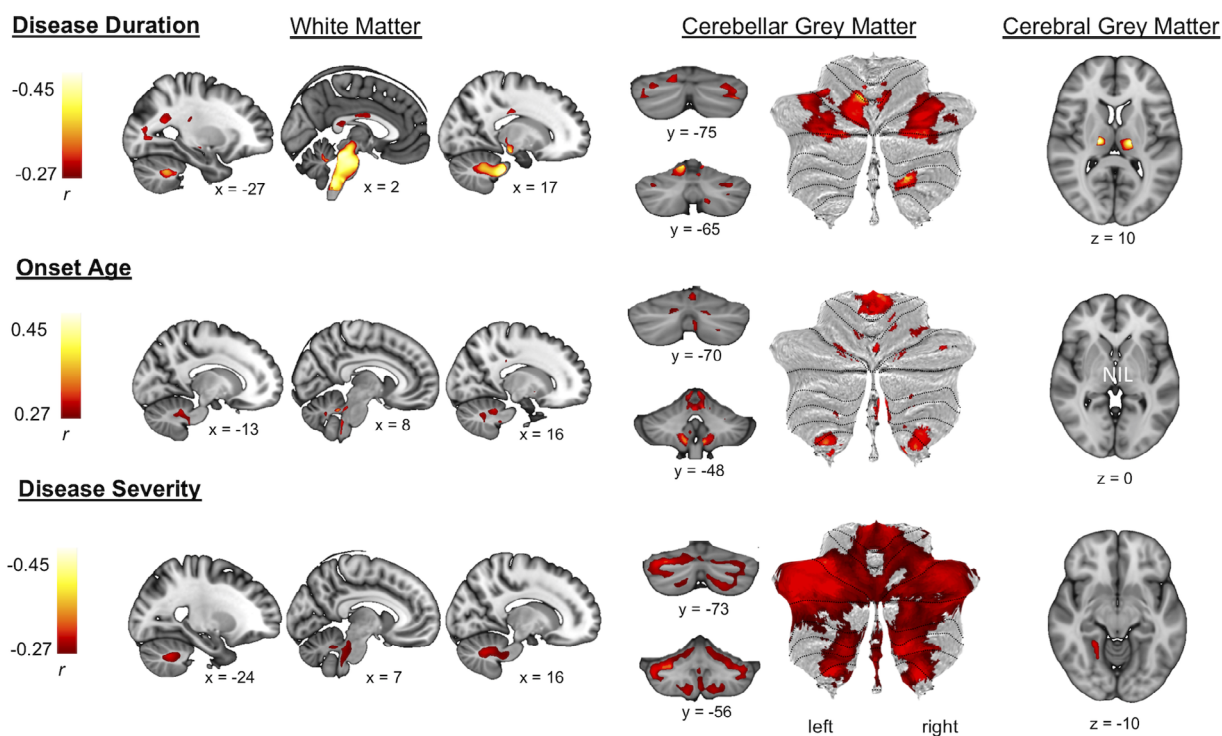 Disease Duration
White Matter
Cerebellar Grey Matter
Cerebral Grey Matter
-0.45
-0.27
r
x = -27
x = 2
x = 17
y = -75
y = -65
z = 10
Onset Age
0.45
0.27
r
x = -13
x = 8
x = 16
y = -70
y = -48
NIL
z = 0
Disease Severity
-0.45
-0.27
r
x = -24
x = 7
x = 16
y = -73
y = -56
left
right
z = -10